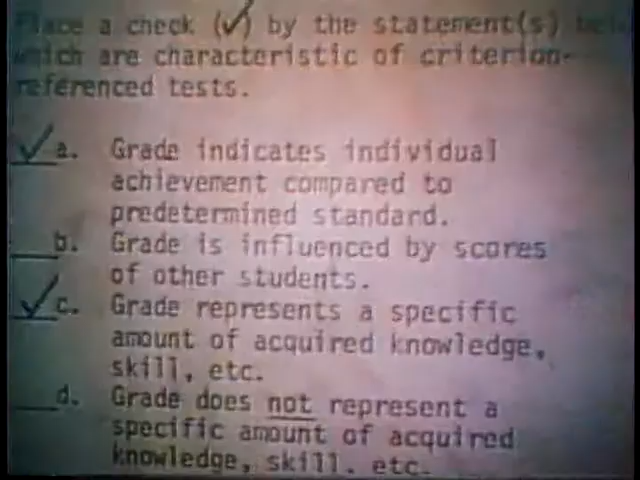 Place a check (✓) by the statement(s)
which are characteristic of criterion-
referenced tests.
✓ a. Grade indicates individual
achievement compared to
predetermined standard.
__b. Grade is influenced by scores
of other students.
✓ c. Grade represents a specific
amount of acquired knowledge,
skill, etc.
__d. Grade does not represent a
specific amount of acquired
knowledge, skill, etc.